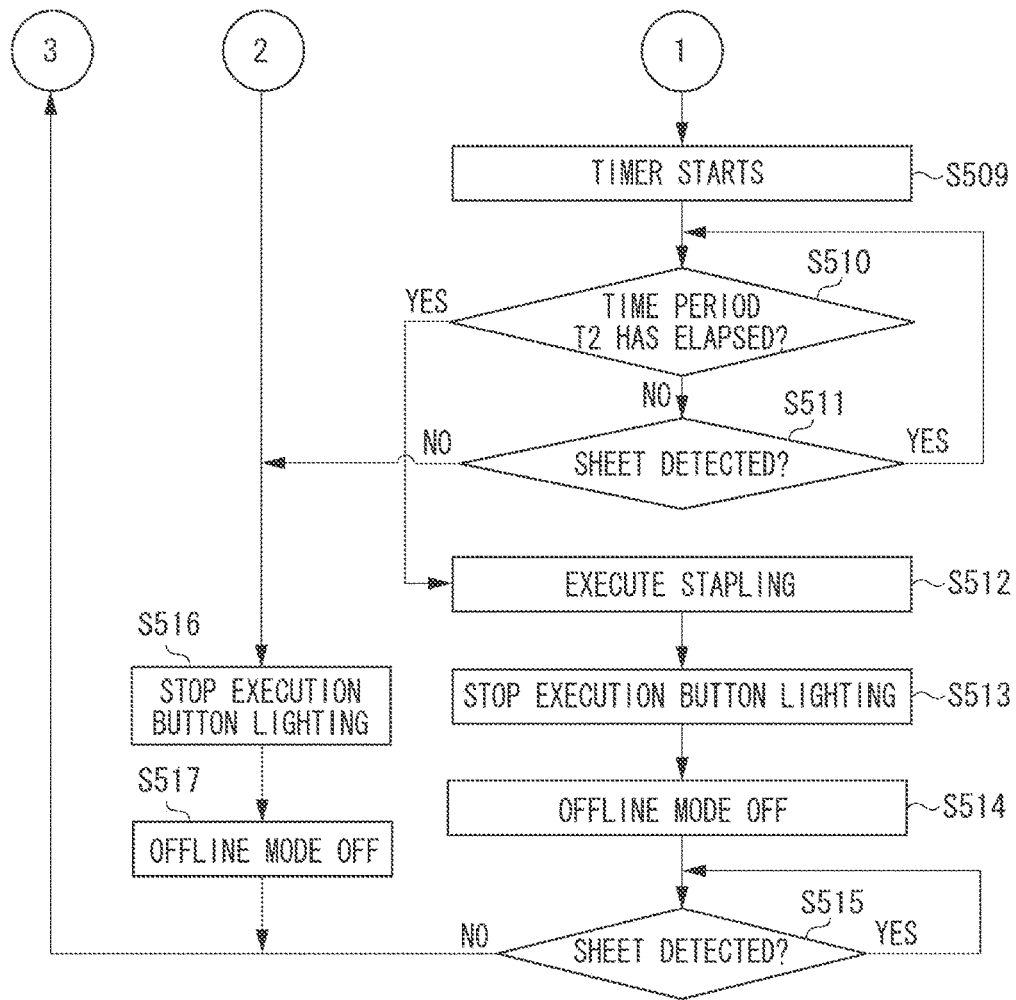 3
2
1
TIMER STARTS
S509
S510
YES
TIME PERIOD
T2 HAS ELAPSED?
NO
S511
NO
SHEET DETECTED?
YES
EXECUTE STAPLING
S512
S516
STOP EXECUTION
BUTTON LIGHTING
STOP EXECUTION BUTTON LIGHTING
S513
S517
OFFLINE MODE OFF
OFFLINE MODE OFF
S514
S515
NO
SHEET DETECTED?
YES